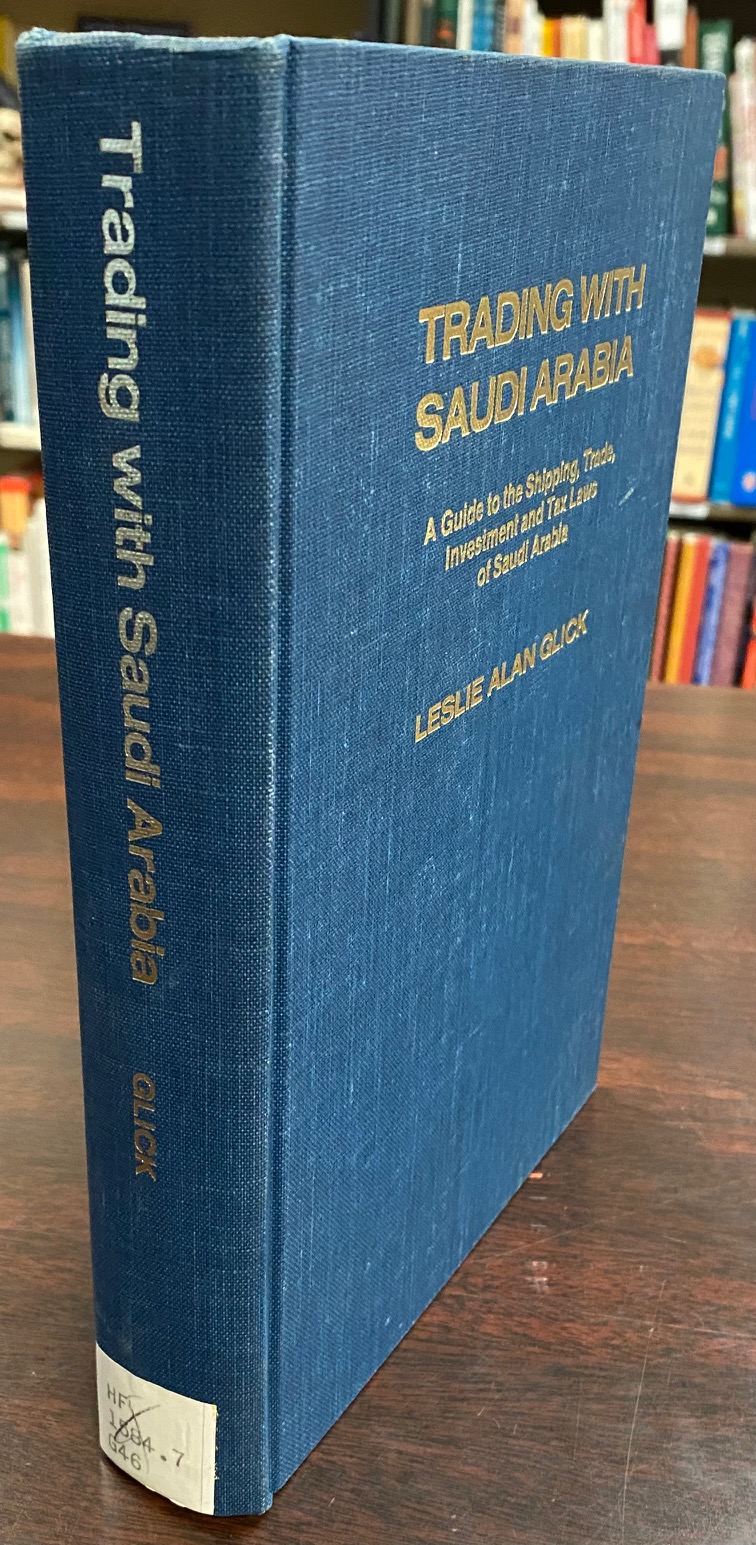 Trading with Saudi Arabia
GLICK
HF
1584.7
G46
TRADING WITH
SAUDI ARABIA
A Guide to the Shipping, Trade,
Investment and Tax Laws
of Saudi Arabia
LESLIE ALAN GLICK